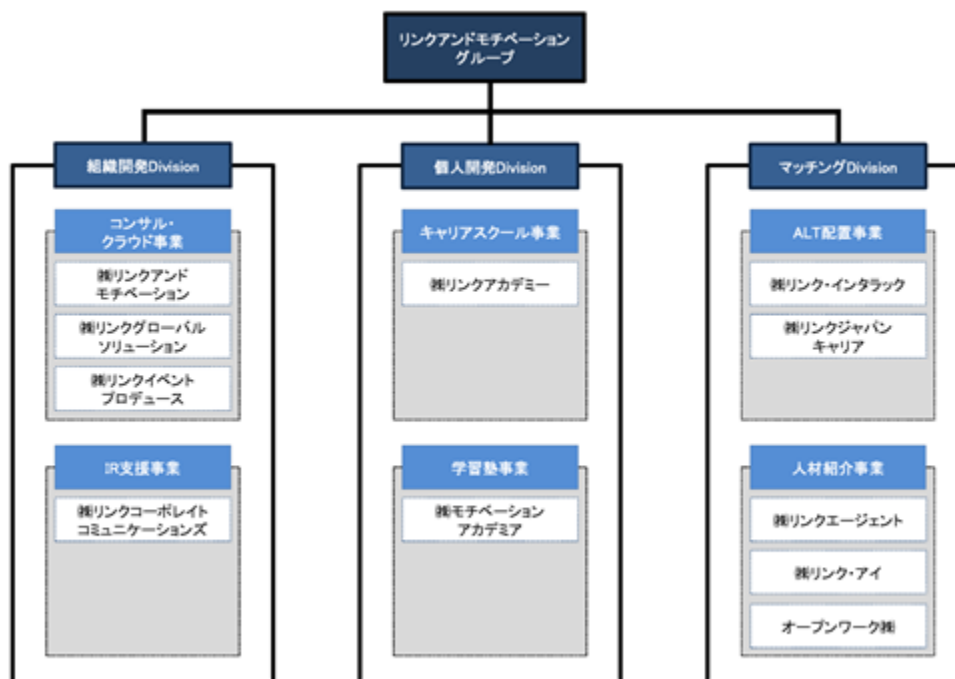 リンクアンドモチベーション
グループ
組織開発Division
個人開発Division
マッチングDivision
コンサル・
クラウド事業
㈱リンクアンド
モチベーション
㈱リンクグローバル
ソリューション
㈱リンクイベント
プロデュース
IR支援事業
㈱リンクコーポレイト
コミュニケーションズ
キャリアスクール事業
㈱リンクアカデミー
学習塾事業
㈱モチベーション
アカデミア
ALT配置事業
㈱リンク・インタラック
㈱リンクジャパン
キャリア
人材紹介事業
㈱リンクエージェント
㈱リンク・アイ
オープンワーク㈱